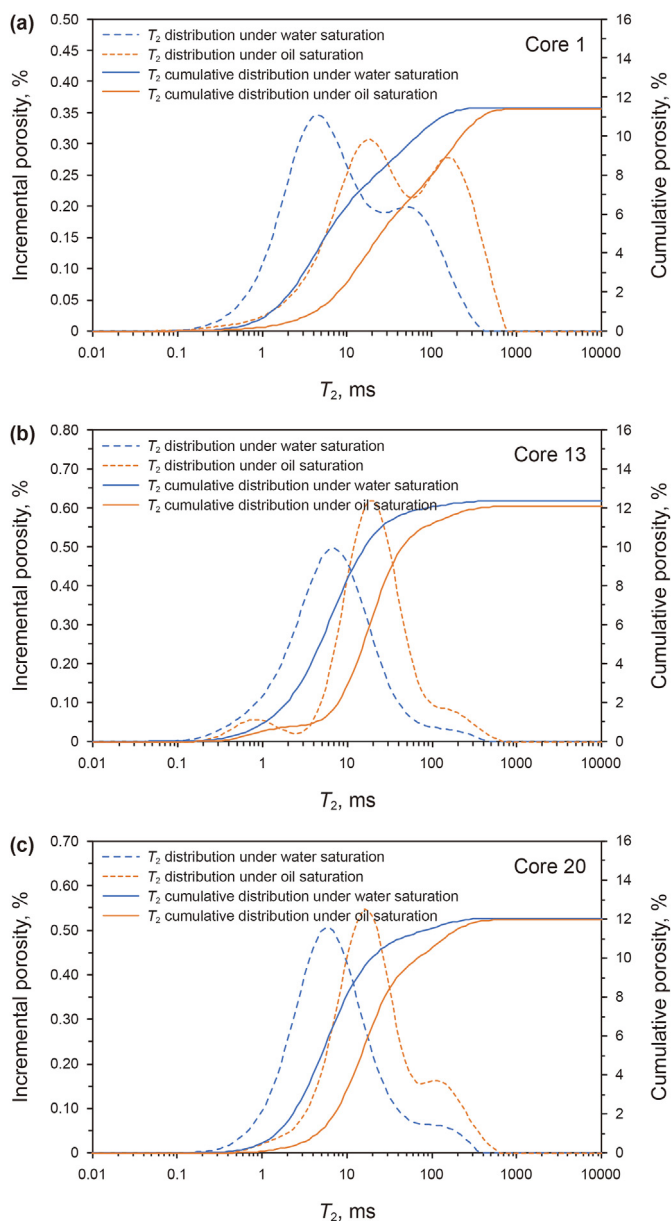 (a)
Core 1
T₂ distribution under water saturation
T₂ distribution under oil saturation
T₂ cumulative distribution under water saturation
T₂ cumulative distribution under oil saturation
Incremental porosity, %
0.50
0.45
0.40
0.35
0.30
0.25
0.20
0.15
0.10
0.05
0
Cumulative porosity, %
16
14
12
10
8
6
4
2
0
0.01 0.1 1 10 100 1000 10000
T₂, ms
(b)
Core 13
T₂ distribution under water saturation
T₂ distribution under oil saturation
T₂ cumulative distribution under water saturation
T₂ cumulative distribution under oil saturation
Incremental porosity, %
0.80
0.70
0.60
0.50
0.40
0.30
0.20
0.10
0
Cumulative porosity, %
16
14
12
10
8
6
4
2
0
0.01 0.1 1 10 100 1000 10000
T₂, ms
(c)
Core 20
T₂ distribution under water saturation
T₂ distribution under oil saturation
T₂ cumulative distribution under water saturation
T₂ cumulative distribution under oil saturation
Incremental porosity, %
0.70
0.60
0.50
0.40
0.30
0.20
0.10
0
Cumulative porosity, %
16
14
12
10
8
6
4
2
0
0.01 0.1 1 10 100 1000 10000
T₂, ms